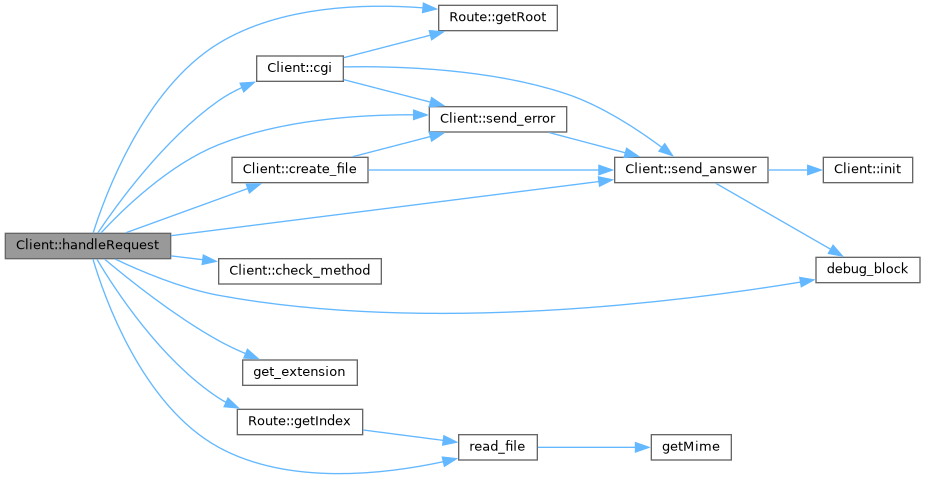 Route::getRoot
Client::cgi
Client::send_error
Client::create_file
Client::send_answer
Client::init
Client::handleRequest
Client::check_method
debug_block
get_extension
Route::getIndex
read_file
getMime